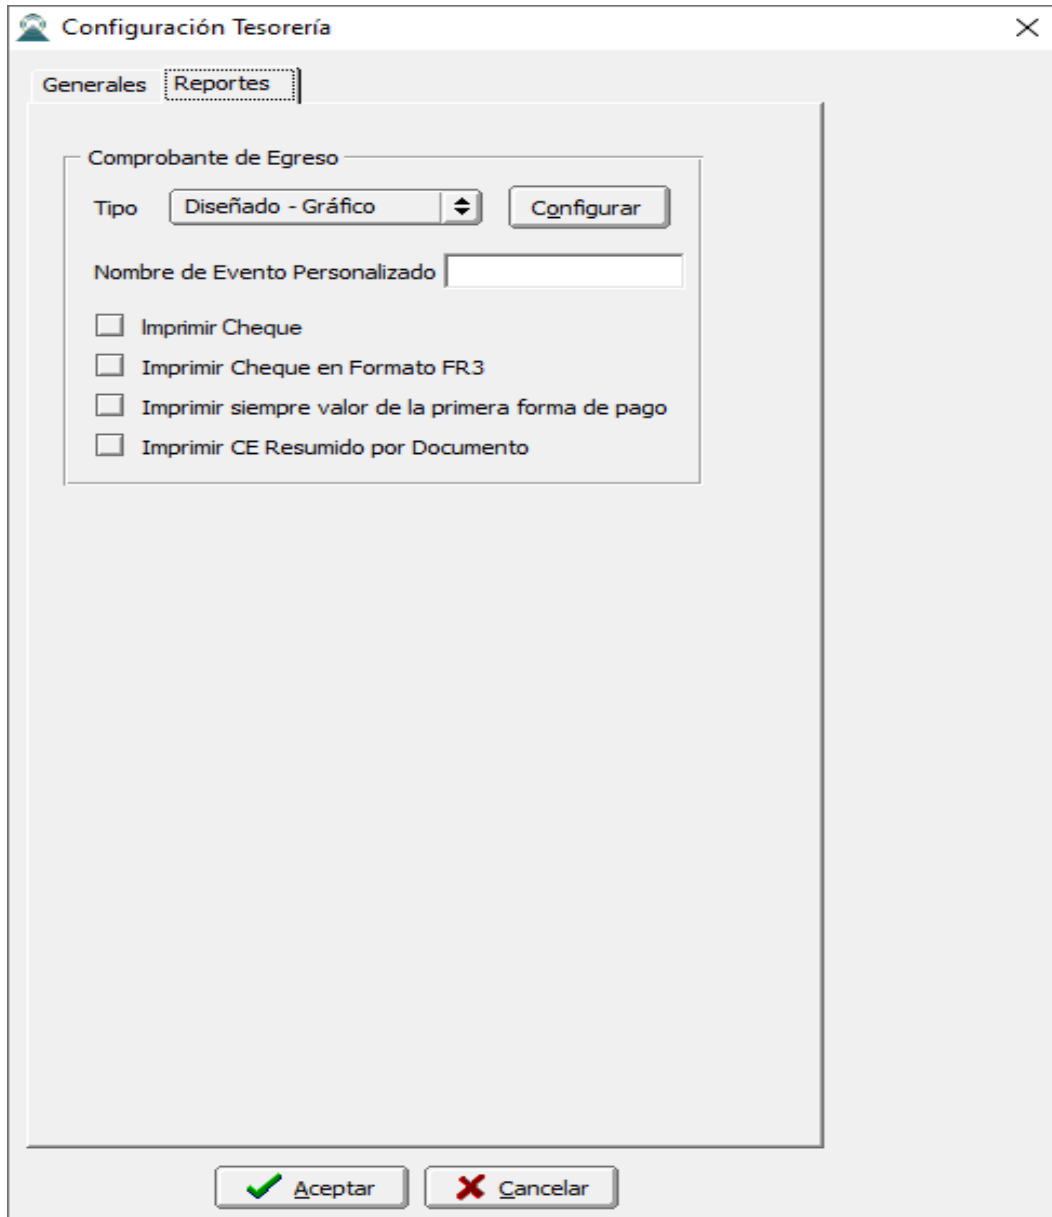 Configuración Tesorería
Generales Reportes
Comprobante de Egreso
Tipo Diseñado - Gráfico Configurar
Nombre de Evento Personalizado
Imprimir Cheque
Imprimir Cheque en Formato FR3
Imprimir siempre valor de la primera forma de pago
Imprimir CE Resumido por Documento
Aceptar Cancelar